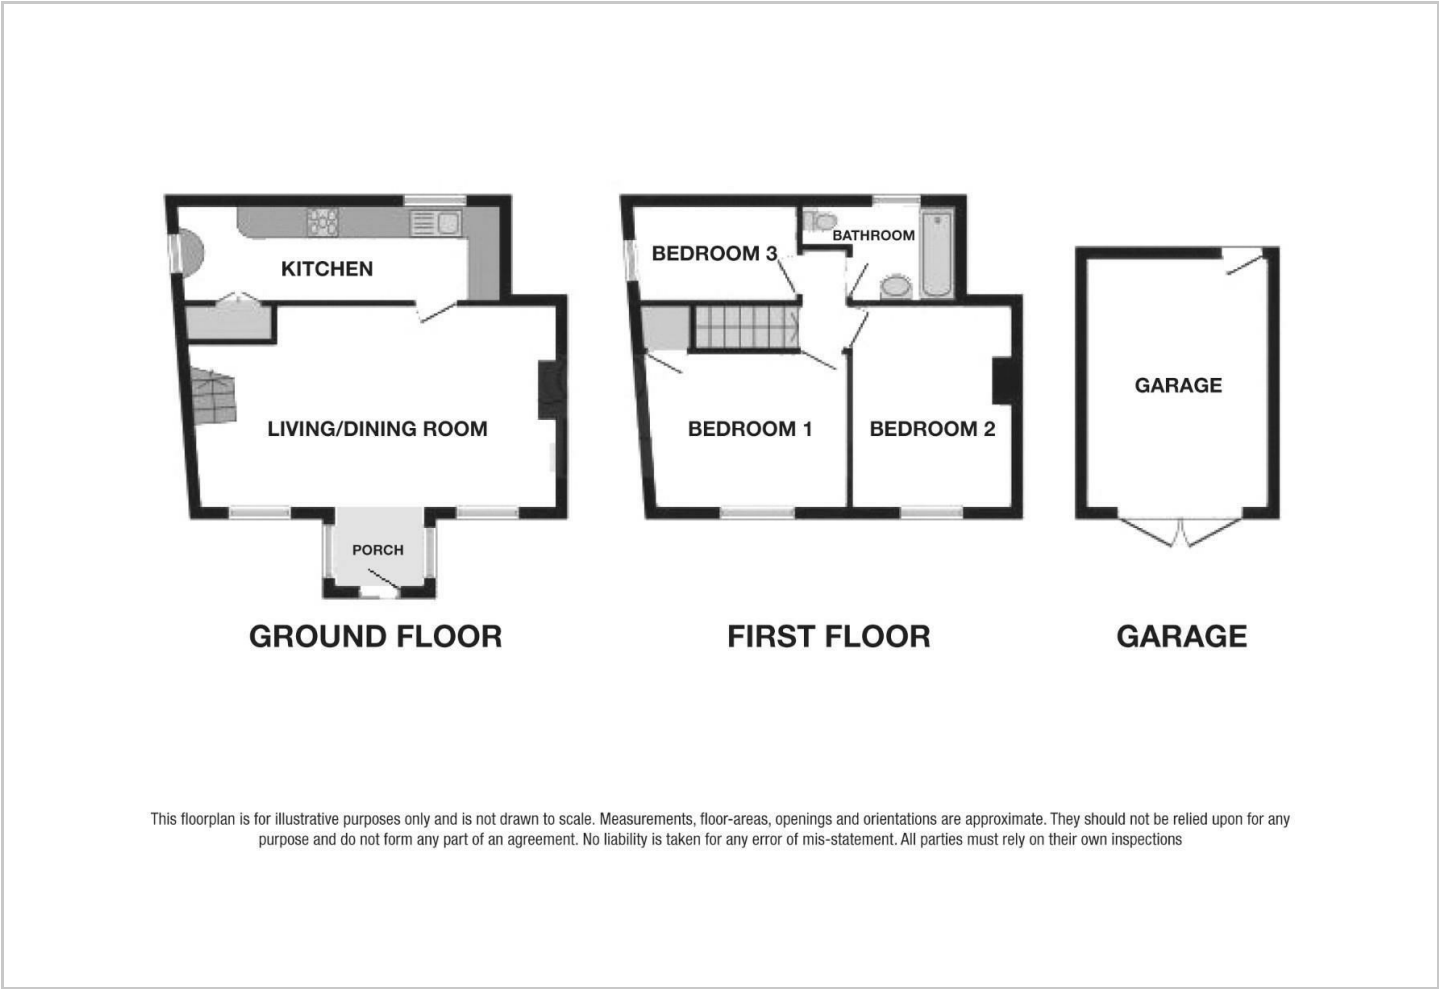 KITCHEN
LIVING/DINING ROOM
PORCH
GROUND FLOOR
BEDROOM 3
BATHROOM
BEDROOM 1
BEDROOM 2
FIRST FLOOR
GARAGE
GARAGE
This floorplan is for illustrative purposes only and is not drawn to scale. Measurements, floor-areas, openings and orientations are approximate. They should not be relied upon for any
purpose and do not form any part of an agreement. No liability is taken for any error of mis-statement. All parties must rely on their own inspections